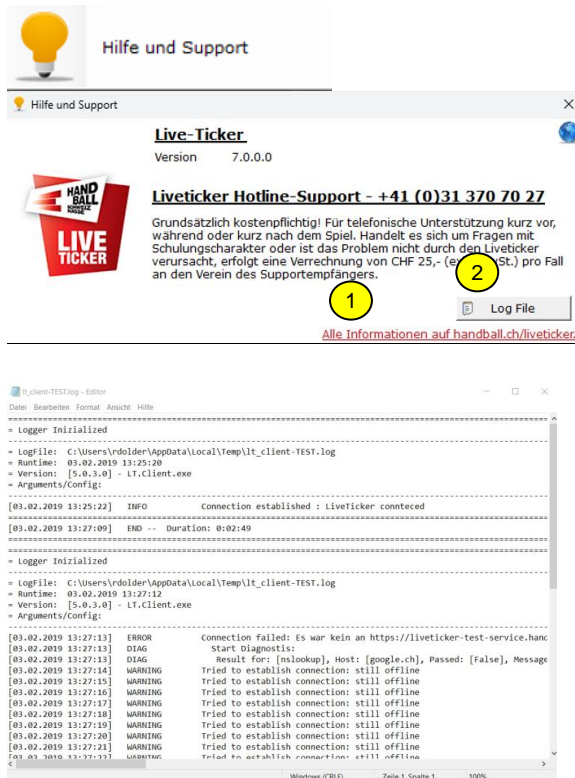 Hilfe und Support
Hilfe und Support
Live-Ticker
Version 7.0.0.0
HAND
BALL
SCHWEIZ
SUISSE
LIVE
TICKER
Liveticker Hotline-Support - +41 (0)31 370 70 27
Grundsätzlich kostenpflichtig! Für telefonische Unterstützung kurz vor,
während oder kurz nach dem Spiel. Handelt es sich um Fragen mit
Schulungscharakter oder ist das Problem nicht durch den Liveticker
verursacht, erfolgt eine Verrechnung von CHF 25,- (ex St.) pro Fall
an den Verein des Supportempfängers.
1
2
Log File
Alle Informationen auf handball.ch/liveticker.
lt_client-TEST.log - Editor
Datei Bearbeiten Format Ansicht Hilfe
= Logger Inizialized
= LogFile: C:\Users\rdolder\AppData\Local\Temp\lt_client-TEST.log
= Runtime: 03.02.2019 13:25:20
= Version: [5.0.3.0] - LT.Client.exe
= Arguments/Config:
[03.02.2019 13:25:22] INFO Connection established : LiveTicker connteced
[03.02.2019 13:27:09] END -- Duration: 0:02:49
= Logger Inizialized
= LogFile: C:\Users\rdolder\AppData\Local\Temp\lt_client-TEST.log
= Runtime: 03.02.2019 13:27:12
= Version: [5.0.3.0] - LT.Client.exe
= Arguments/Config:
[03.02.2019 13:27:13] ERROR Connection failed: Es war kein an https://liveticker-test-service.hanc
[03.02.2019 13:27:13] DIAG Start Diagnostis:
[03.02.2019 13:27:13] DIAG Result for: [nslookup], Host: [google.ch], Passed: [False], Message
[03.02.2019 13:27:14] WARNING Tried to establish connection: still offline
[03.02.2019 13:27:15] WARNING Tried to establish connection: still offline
[03.02.2019 13:27:16] WARNING Tried to establish connection: still offline
[03.02.2019 13:27:17] WARNING Tried to establish connection: still offline
[03.02.2019 13:27:18] WARNING Tried to establish connection: still offline
[03.02.2019 13:27:19] WARNING Tried to establish connection: still offline
[03.02.2019 13:27:20] WARNING Tried to establish connection: still offline
[03.02.2019 13:27:21] WARNING Tried to establish connection: still offline
[03.02.2019 13:27:23] WARNING Tried to establish connection: still offline
Windows (CRLF) Zeile 1, Spalte 1 100%